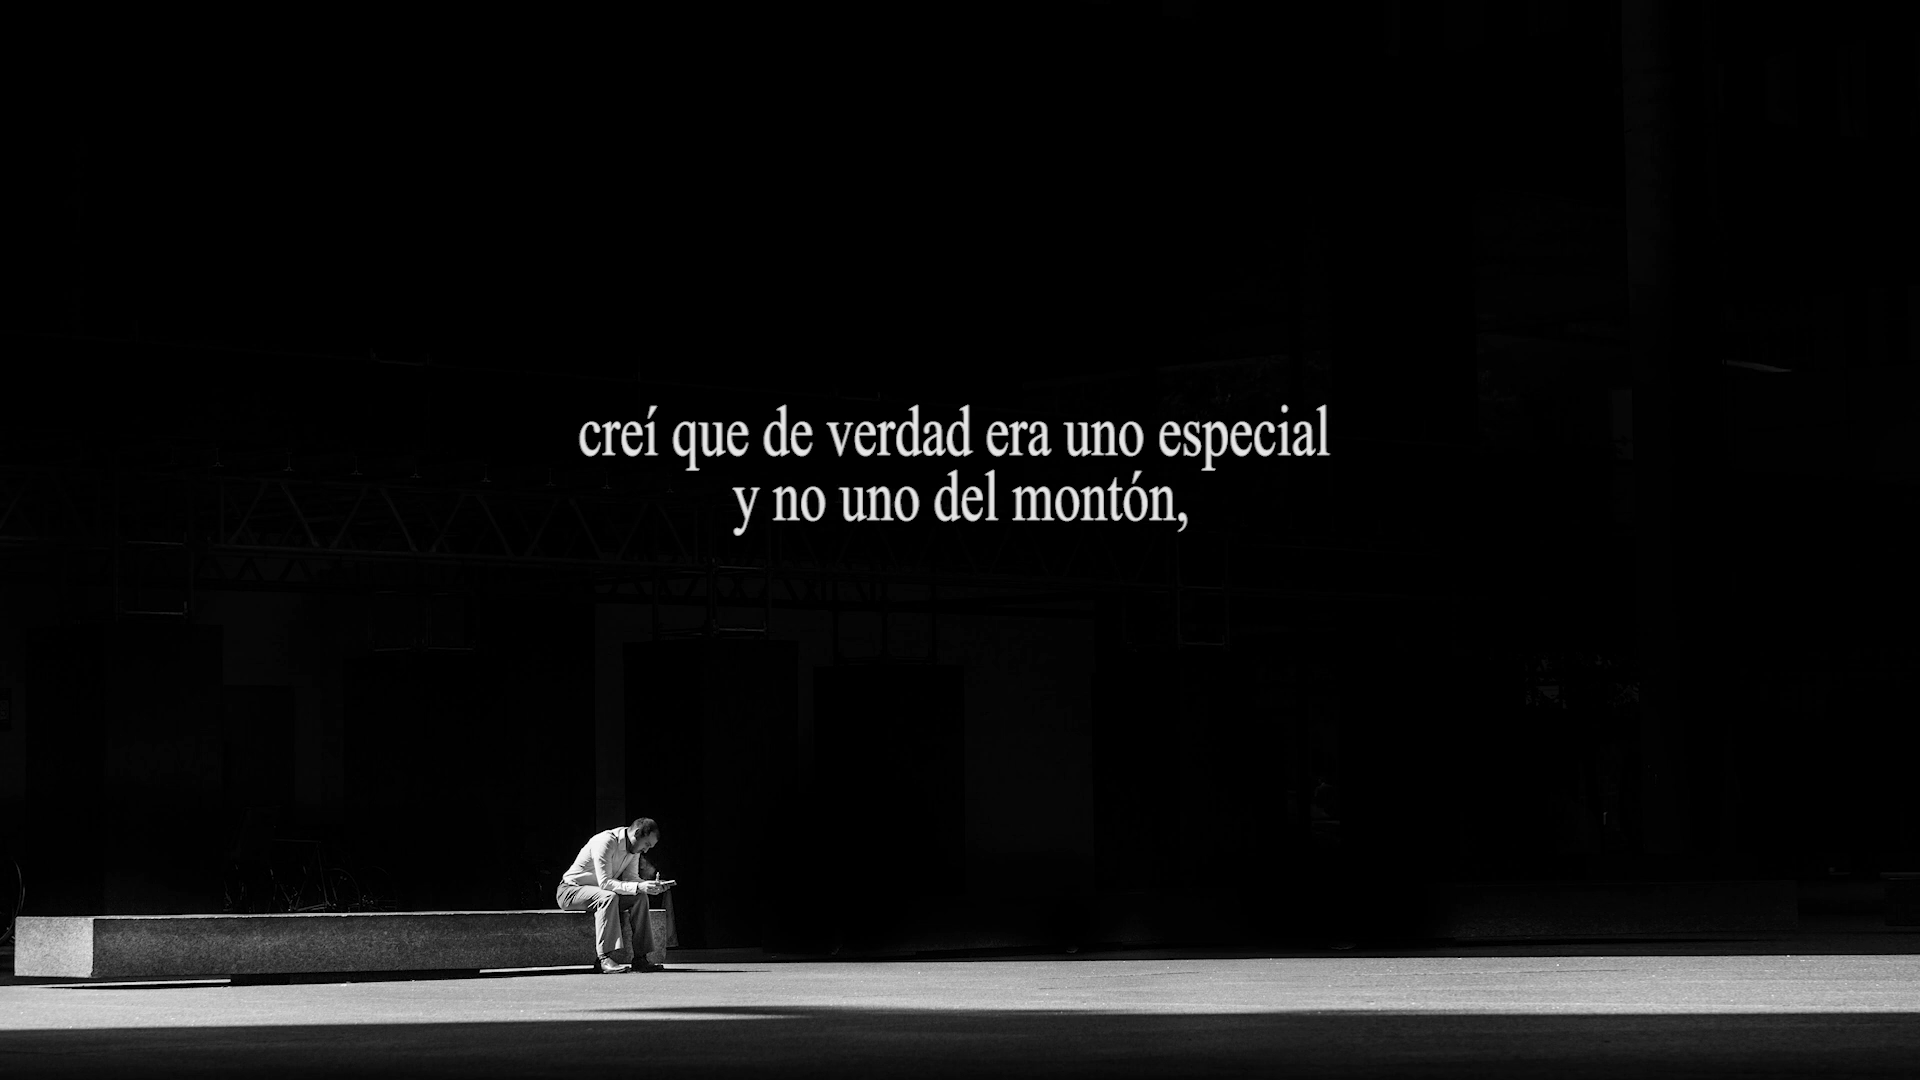 creí que de verdad era uno especial
y no uno del montón,